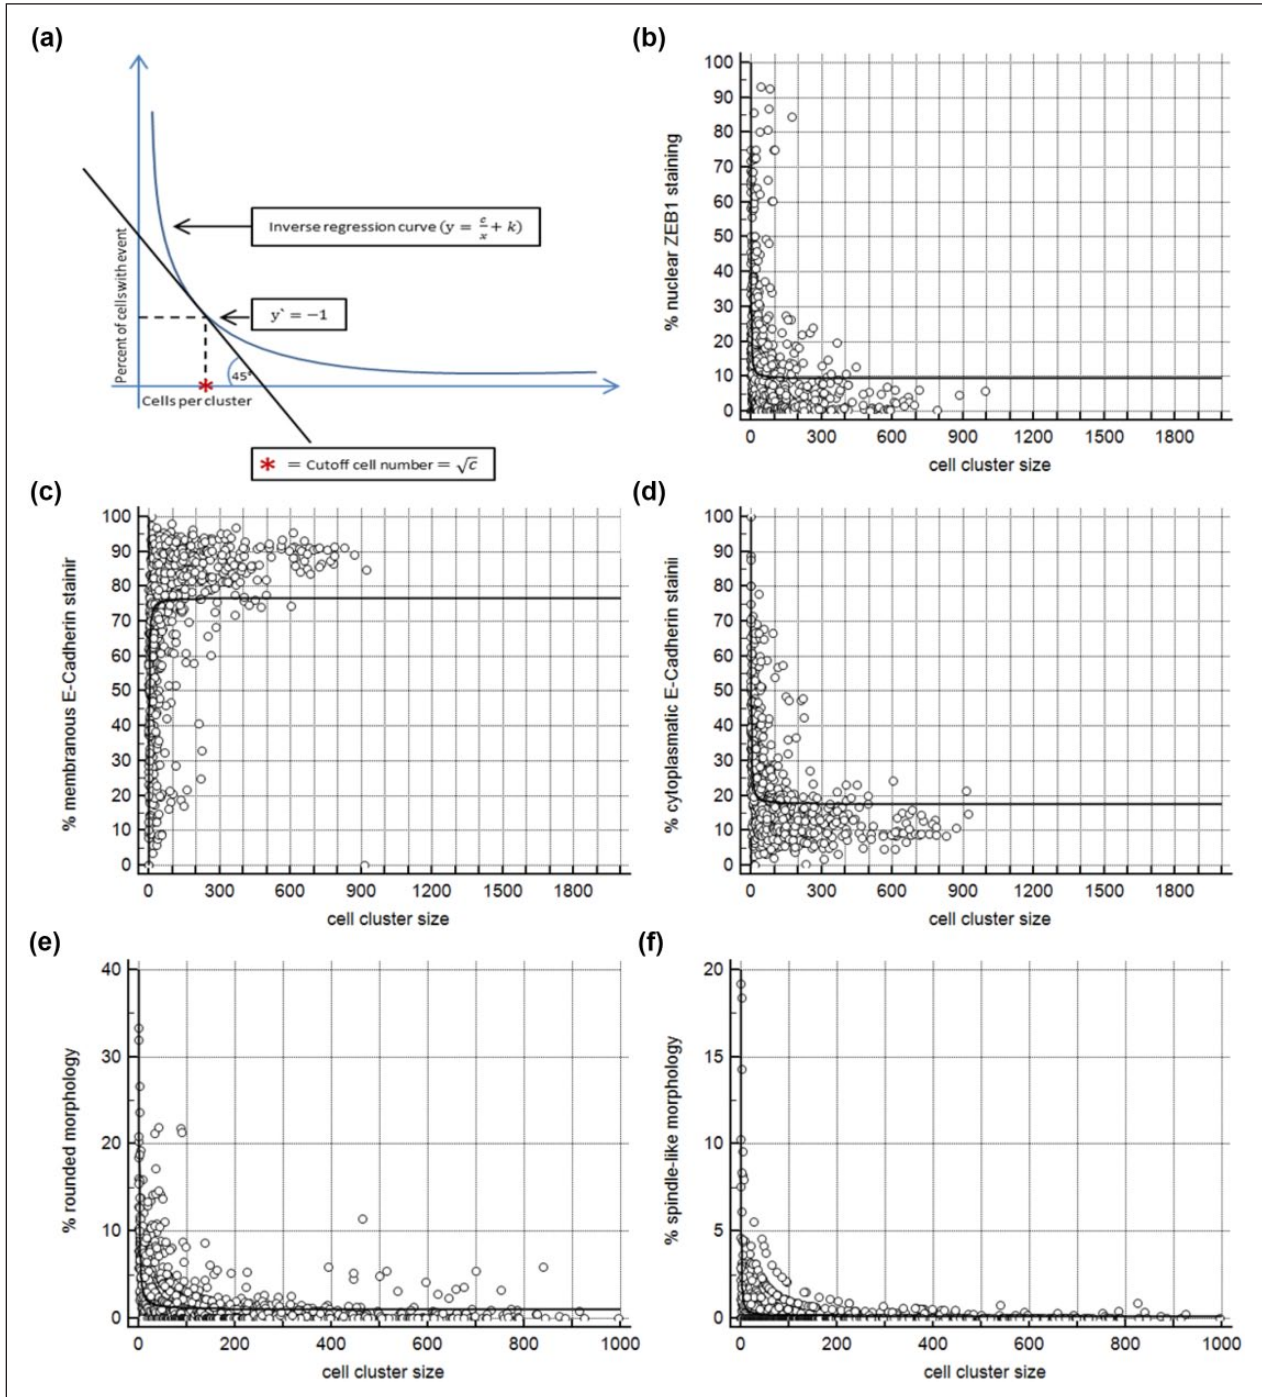 (a)
Percent of cells with event
Inverse regression curve (y = c/x + k)
y` = −1
45°
Cells per cluster
* = Cutoff cell number = √c
(b)
% nuclear ZEB1 staining
100
90
80
70
60
50
40
30
20
10
0
0 300 600 900 1200 1500 1800
cell cluster size
(c)
% membranous E-Cadherin stainir
100
90
80
70
60
50
40
30
20
10
0
0 300 600 900 1200 1500 1800
cell cluster size
(d)
% cytoplasmatic E-Cadherin stainii
100
90
80
70
60
50
40
30
20
10
0
0 300 600 900 1200 1500 1800
cell cluster size
(e)
% rounded morphology
40
30
20
10
0
0 200 400 600 800 1000
cell cluster size
(f)
% spindle-like morphology
20
15
10
5
0
0 200 400 600 800 1000
cell cluster size